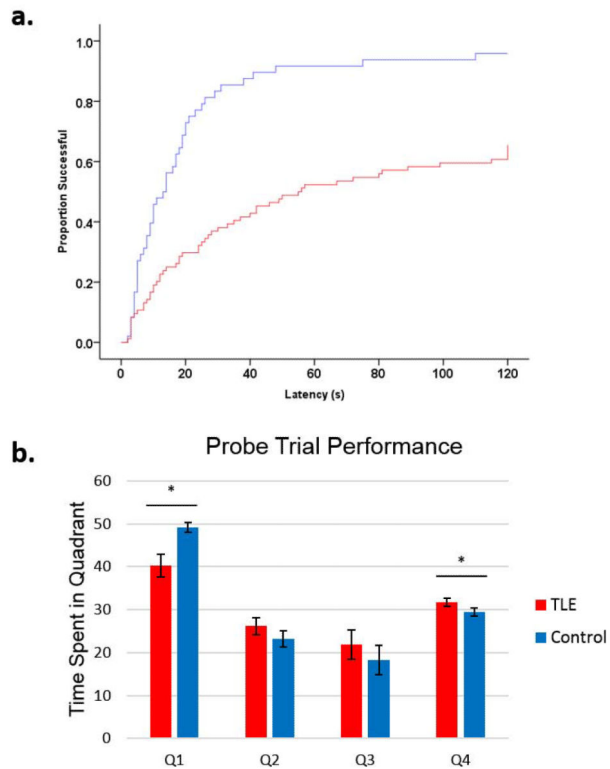 a.
1.0
0.8
0.6
0.4
0.2
0.0
Proportion Successful
0 20 40 60 80 100 120
Latency (s)
b.
Probe Trial Performance
60
50
40
30
20
10
0
Time Spent in Quadrant
*
*
Q1 Q2 Q3 Q4
TLE
Control